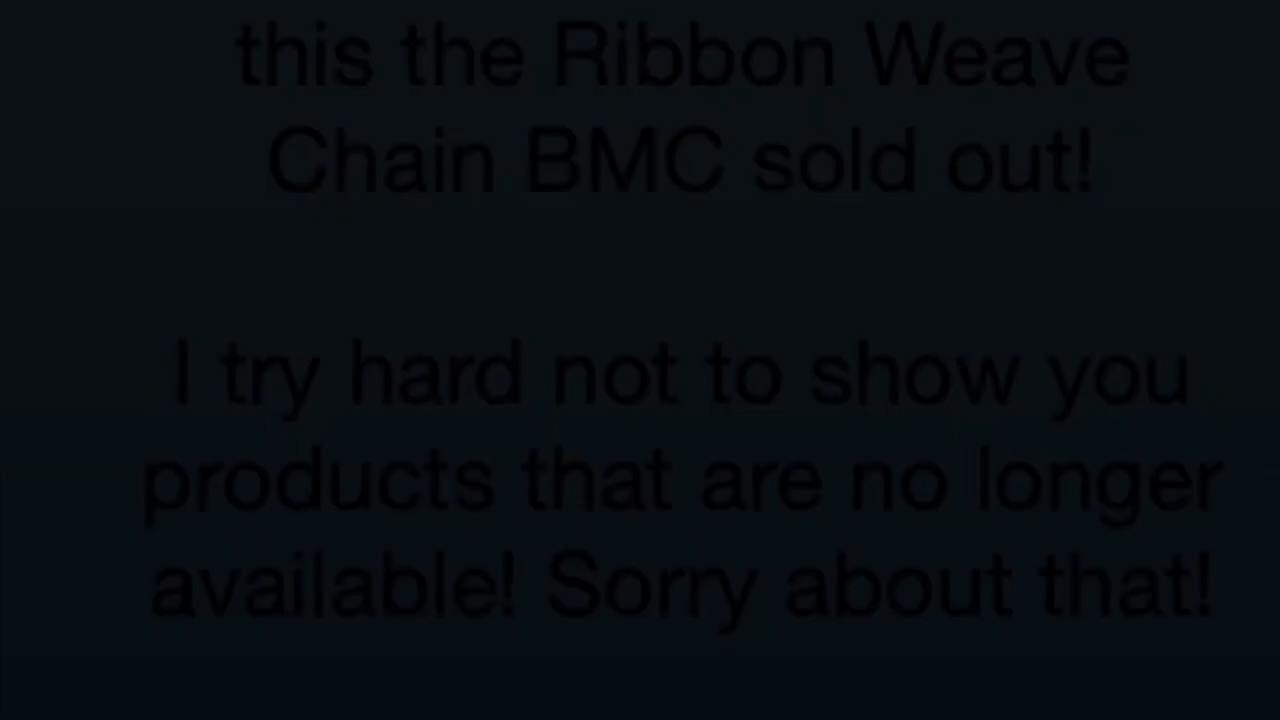 this the Ribbon Weave
Chain BMC sold out!
I try hard not to show you
products that are no longer
available! Sorry about that!